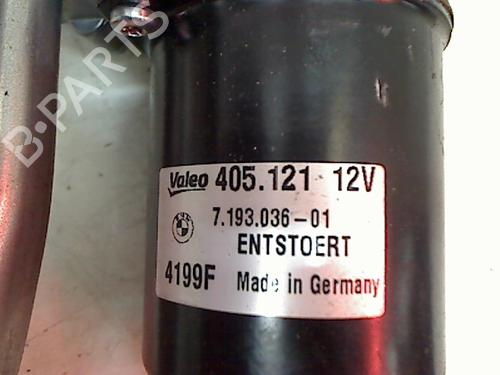 B-PARTS
Valeo 405.121 12V
7.193.036-01
ENTSTOERT
4199F Made in Germany